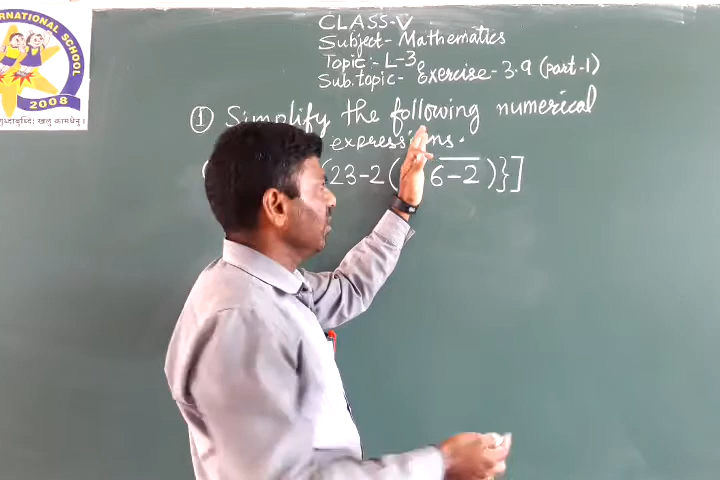 NTERNATIONAL SCHOOL
2008
CLASS-V
Subject- Mathematics
Topic:- L-3
Sub.topic- Exercise- 3.9 (part-1)
① Simplify the following numerical
expressions.
23-2( 6-2)}]